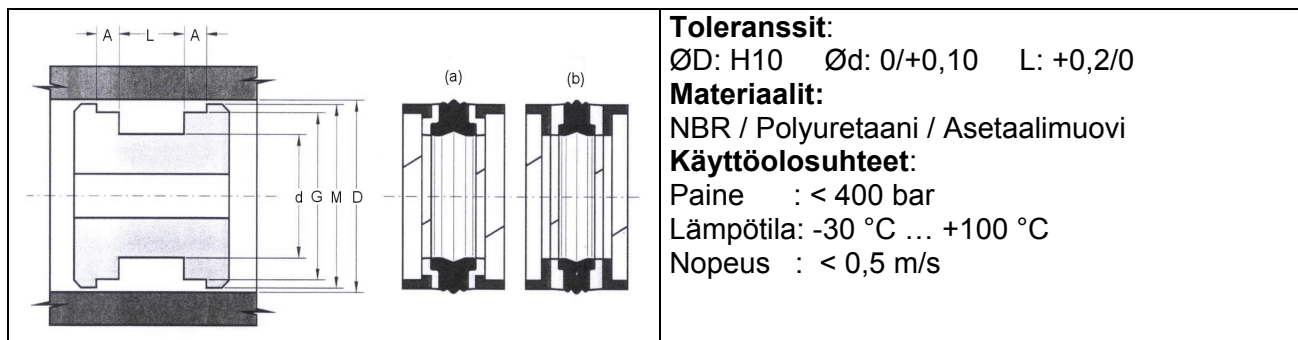 A L A
(a) (b)
d G M D
Toleranssit:
ØD: H10 Ød: 0/+0,10 L: +0,2/0
Materiaalit:
NBR / Polyuretaani / Asetaalimuovi
Käyttöolosuhteet:
Paine : < 400 bar
Lämpötila: -30 °C … +100 °C
Nopeus : < 0,5 m/s